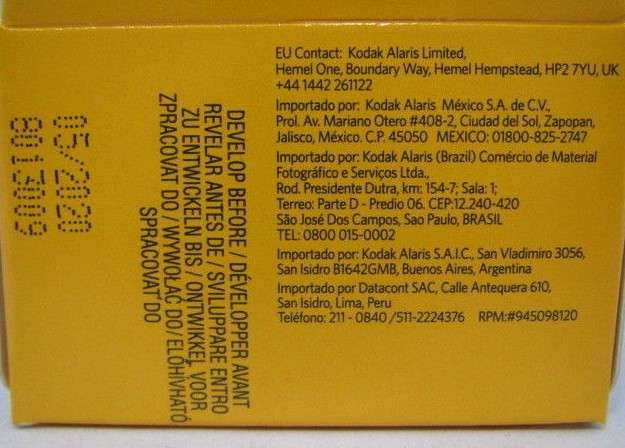 EU Contact: Kodak Alaris Limited,
Hemel One, Boundary Way, Hemel Hempstead, HP2 7YU, UK
+44 1442 261122
Importado por: Kodak Alaris México S.A. de C.V.,
Prol. Av. Mariano Otero #408-2, Ciudad del Sol, Zapopan,
Jalisco, México. C.P. 45050 MEXICO: 01800-825-2747
Importado por: Kodak Alaris (Brazil) Comércio de Material
Fotográfico e Serviços Ltda.,
Rod. Presidente Dutra, km: 154-7; Sala: 1;
Terreo: Parte D - Predio 06. CEP:12.240-420
São José Dos Campos, Sao Paulo, BRASIL
TEL: 0800 015-0002
Importado por: Kodak Alaris S.A.I.C., San Vladimiro 3056,
San Isidro B1642GMB, Buenos Aires, Argentina
Importado por Datacont SAC, Calle Antequera 610,
San Isidro, Lima, Peru
Teléfono: 211 - 0840 /511-2224376 RPM:#945098120
DEVELOP BEFORE / DÉVELOPPER AVANT
REVELAR ANTES DE / SVILUPPARE ENTRO
ZU ENTWICKELN BIS / ONTWIKKEL VOOR
ZPRACOVAT DO / WYWOŁAĆ DO / ELŐHÍVHATÓ
SPRACOVAŤ DO
05/2020
8013009